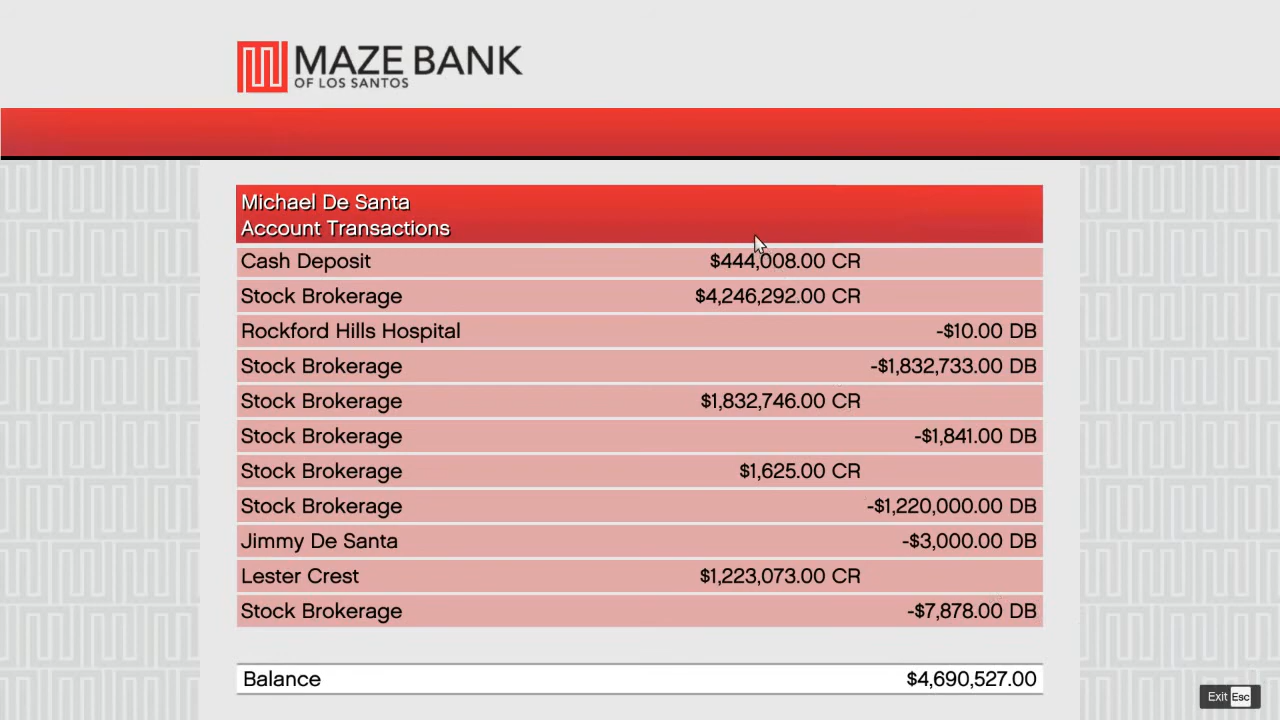 MAZE BANK
OF LOS SANTOS
Michael De Santa
Account Transactions
Cash Deposit $444,008.00 CR
Stock Brokerage $4,246,292.00 CR
Rockford Hills Hospital -$10.00 DB
Stock Brokerage -$1,832,733.00 DB
Stock Brokerage $1,832,746.00 CR
Stock Brokerage -$1,841.00 DB
Stock Brokerage $1,625.00 CR
Stock Brokerage -$1,220,000.00 DB
Jimmy De Santa -$3,000.00 DB
Lester Crest $1,223,073.00 CR
Stock Brokerage -$7,878.00 DB
Balance $4,690,527.00
Exit Esc